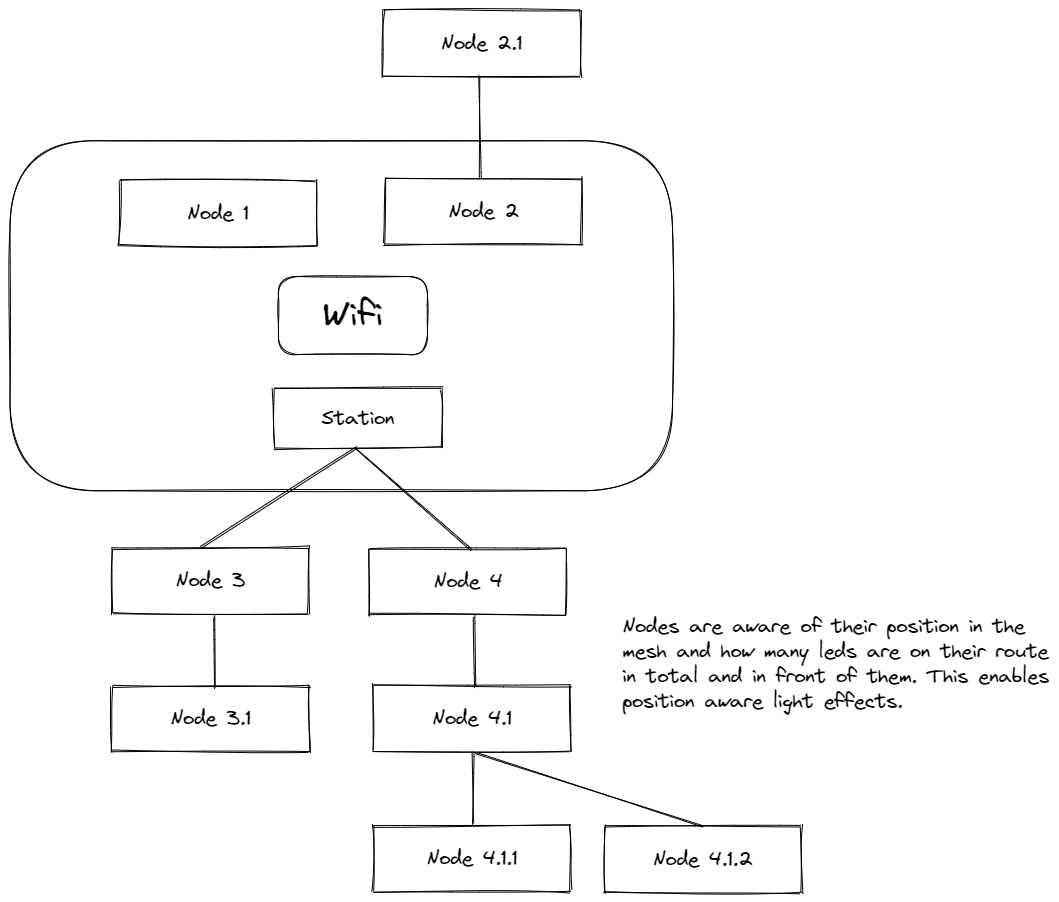 Node 2.1
Node 1
Node 2
Wifi
Station
Node 3
Node 4
Nodes are aware of their position in the
mesh and how many leds are on their route
in total and in front of them. This enables
position aware light effects.
Node 3.1
Node 4.1
Node 4.1.1
Node 4.1.2